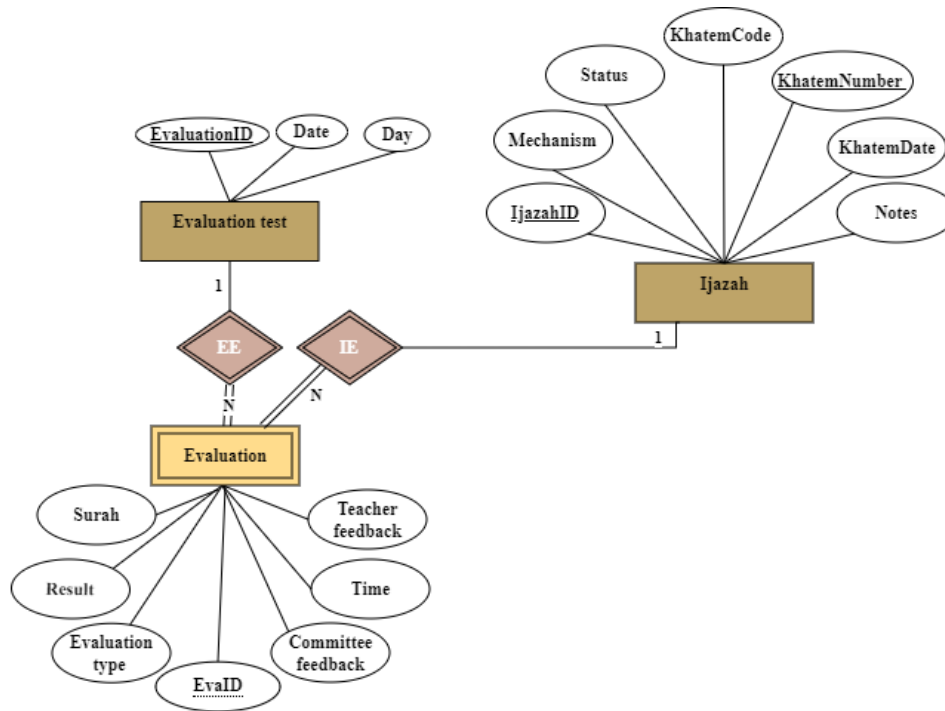 KhatemCode
Status
KhatemNumber
EvaluationID
Date
Day
Mechanism
KhatemDate
IjazahID
Notes
Evaluation test
Ijazah
1
1
EE
IE
N
N
Evaluation
Surah
Teacher
feedback
Result
Time
Evaluation
type
Committee
feedback
EvaID